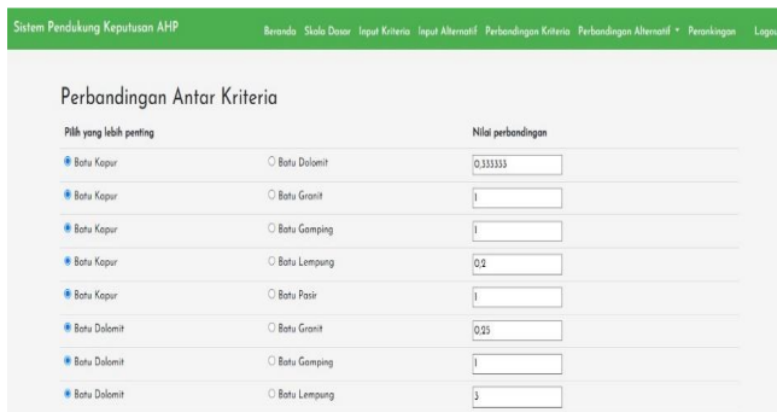 Sistem Pendukung Keputusan AHP Beranda Skala Dasar Input Kriteria Input Alternatif Perbandingan Kriteria Perbandingan Alternatif Perankingan
Perbandingan Antar Kriteria
Pilih yang lebih penting Nilai perbandingan
Batu Kapur Batu Dolomit 0,333333
Batu Kapur Batu Granit 1
Batu Kapur Batu Gamping 1
Batu Kapur Batu Lempung 0,2
Batu Kapur Batu Pasir 1
Batu Dolomit Batu Granit 0,25
Batu Dolomit Batu Gamping 1
Batu Dolomit Batu Lempung 3